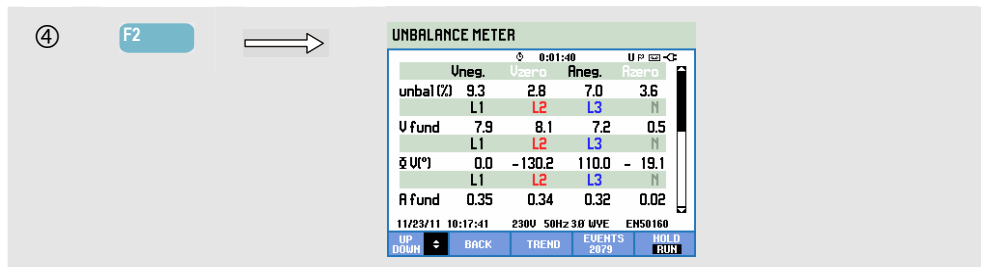 ④ F2
UNBALANCE METER
0:01:40 U
Vneg. Vzero Aneg. Azero
unbal(%) 9.3 2.8 7.0 3.6
L1 L2 L3 N
V fund 7.9 8.1 7.2 0.5
L1 L2 L3 N
Φ V(°) 0.0 -130.2 110.0 - 19.1
L1 L2 L3 N
A fund 0.35 0.34 0.32 0.02
11/23/11 10:17:41 230V 50Hz 3Ø WYE EN50160
UP DOWN BACK TREND EVENTS 2079 HOLD RUN